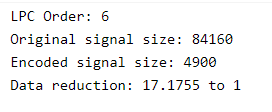 LPC Order: 6
Original signal size: 84160
Encoded signal size: 4900
Data reduction: 17.1755 to 1